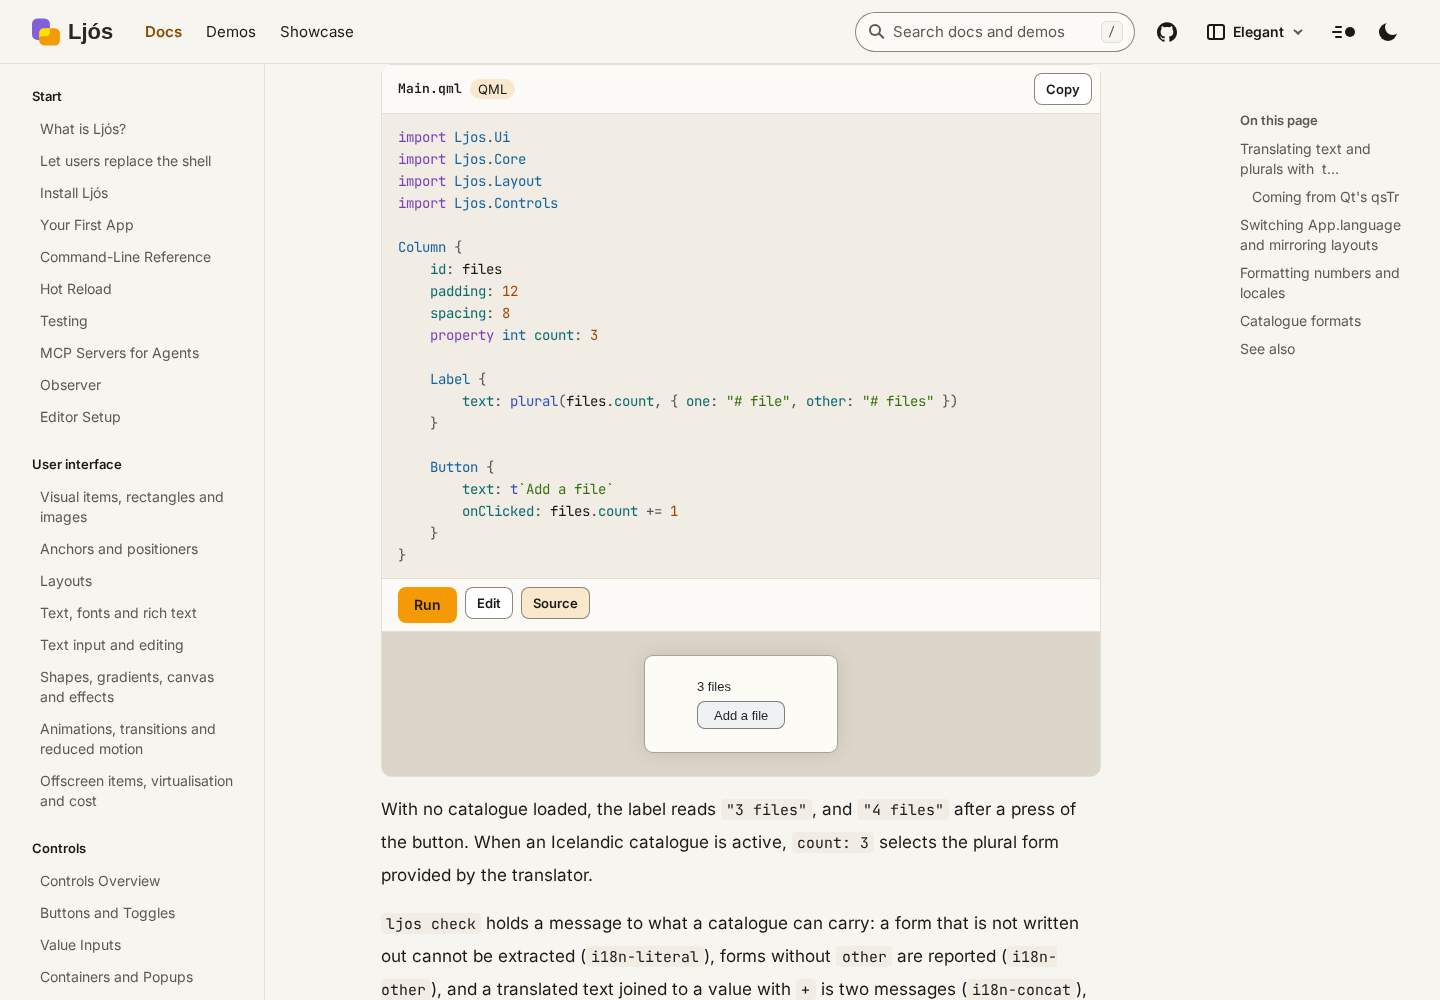 Ljós
Docs
Demos
Showcase
Search docs and demos
/
Elegant
Start
What is Ljós?
Let users replace the shell
Install Ljós
Your First App
Command-Line Reference
Hot Reload
Testing
MCP Servers for Agents
Observer
Editor Setup
User interface
Visual items, rectangles and
images
Anchors and positioners
Layouts
Text, fonts and rich text
Text input and editing
Shapes, gradients, canvas
and effects
Animations, transitions and
reduced motion
Offscreen items, virtualisation
and cost
Controls
Controls Overview
Buttons and Toggles
Value Inputs
Containers and Popups
Main.qml
QML
Copy
import Ljos.Ui
import Ljos.Core
import Ljos.Layout
import Ljos.Controls
Column {
    id: files
    padding: 12
    spacing: 8
    property int count: 3
    Label {
        text: plural(files.count, { one: "# file", other: "# files" })
    }
    Button {
        text: t`Add a file`
        onClicked: files.count += 1
    }
}
Run
Edit
Source
3 files
Add a file
With no catalogue loaded, the label reads "3 files", and "4 files" after a press of
the button. When an Icelandic catalogue is active, count: 3 selects the plural form
provided by the translator.
ljos check holds a message to what a catalogue can carry: a form that is not written
out cannot be extracted (i18n-literal), forms without other are reported (i18n-
other), and a translated text joined to a value with + is two messages (i18n-concat),
On this page
Translating text and
plurals with t...
Coming from Qt's qsTr
Switching App.language
and mirroring layouts
Formatting numbers and
locales
Catalogue formats
See also